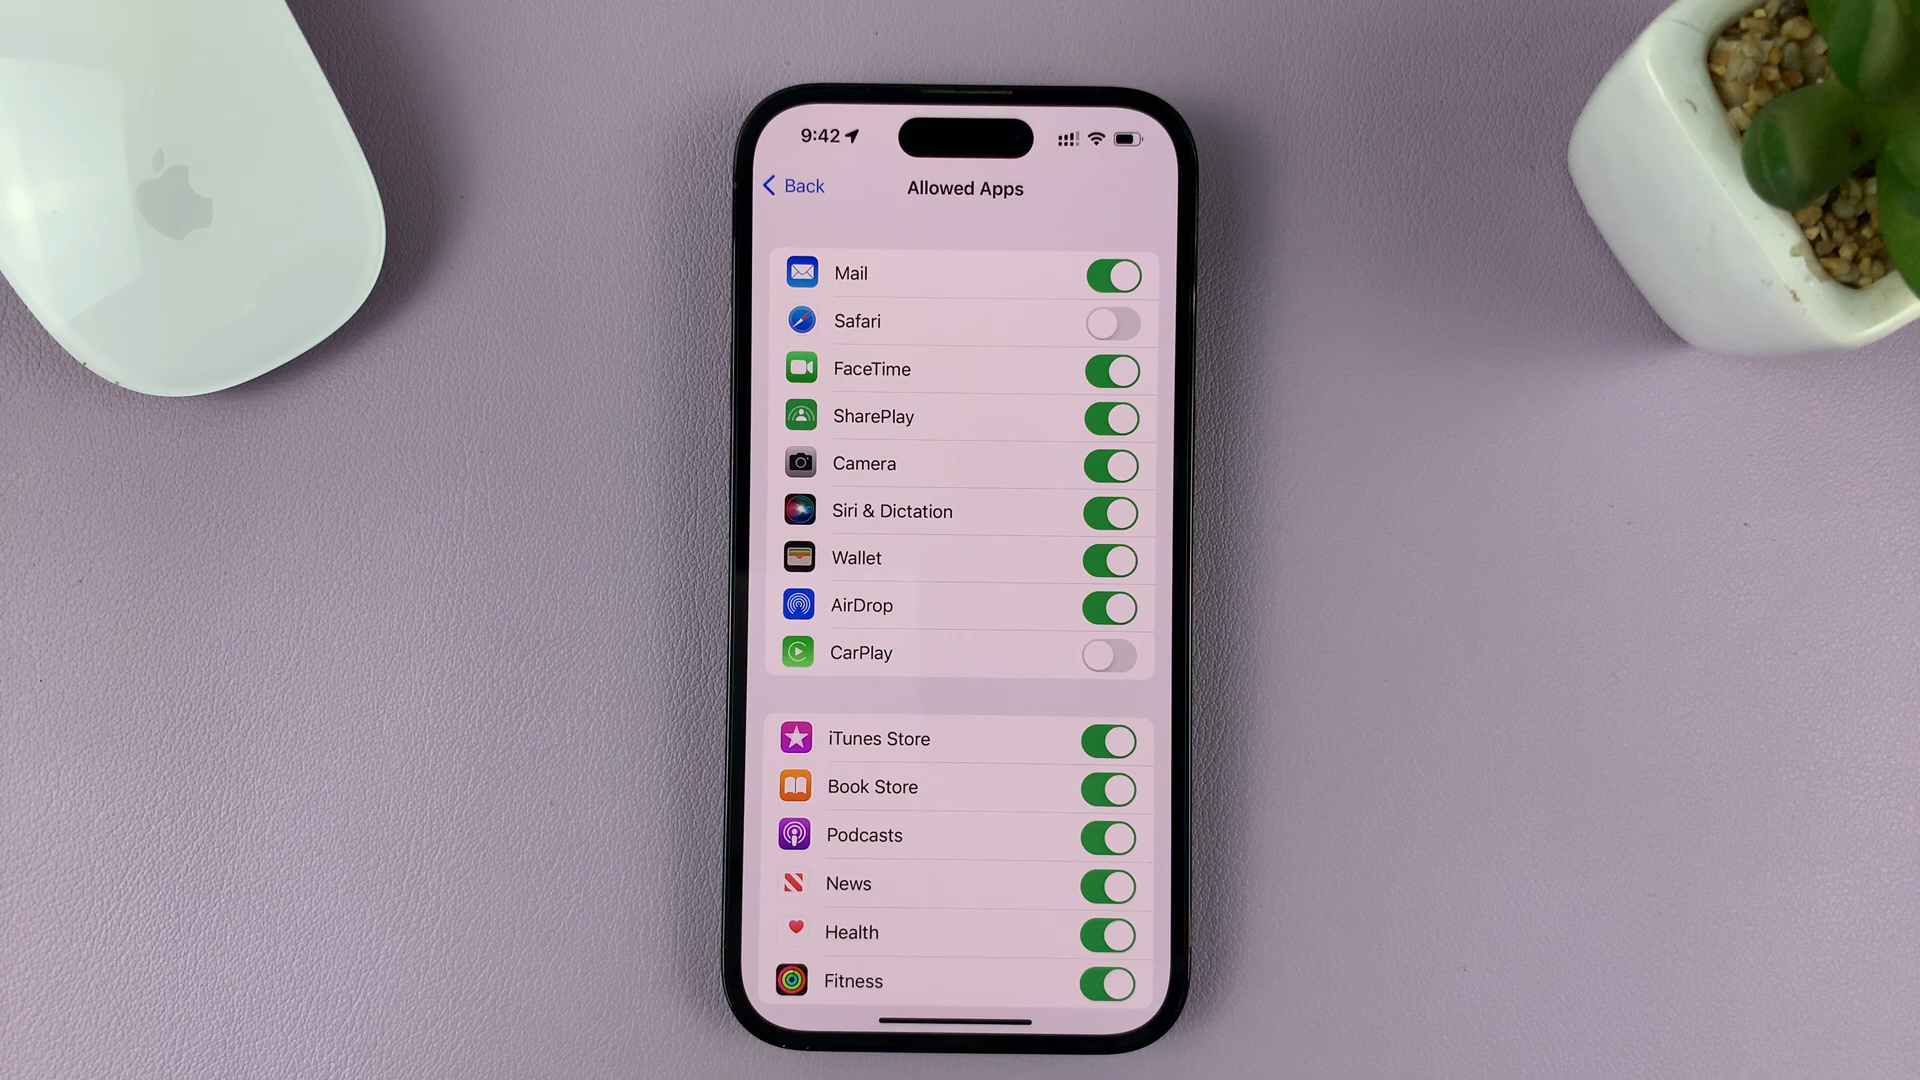 9:42
Back
Allowed Apps
Mail
Safari
FaceTime
SharePlay
Camera
Siri & Dictation
Wallet
AirDrop
CarPlay
iTunes Store
Book Store
Podcasts
News
Health
Fitness